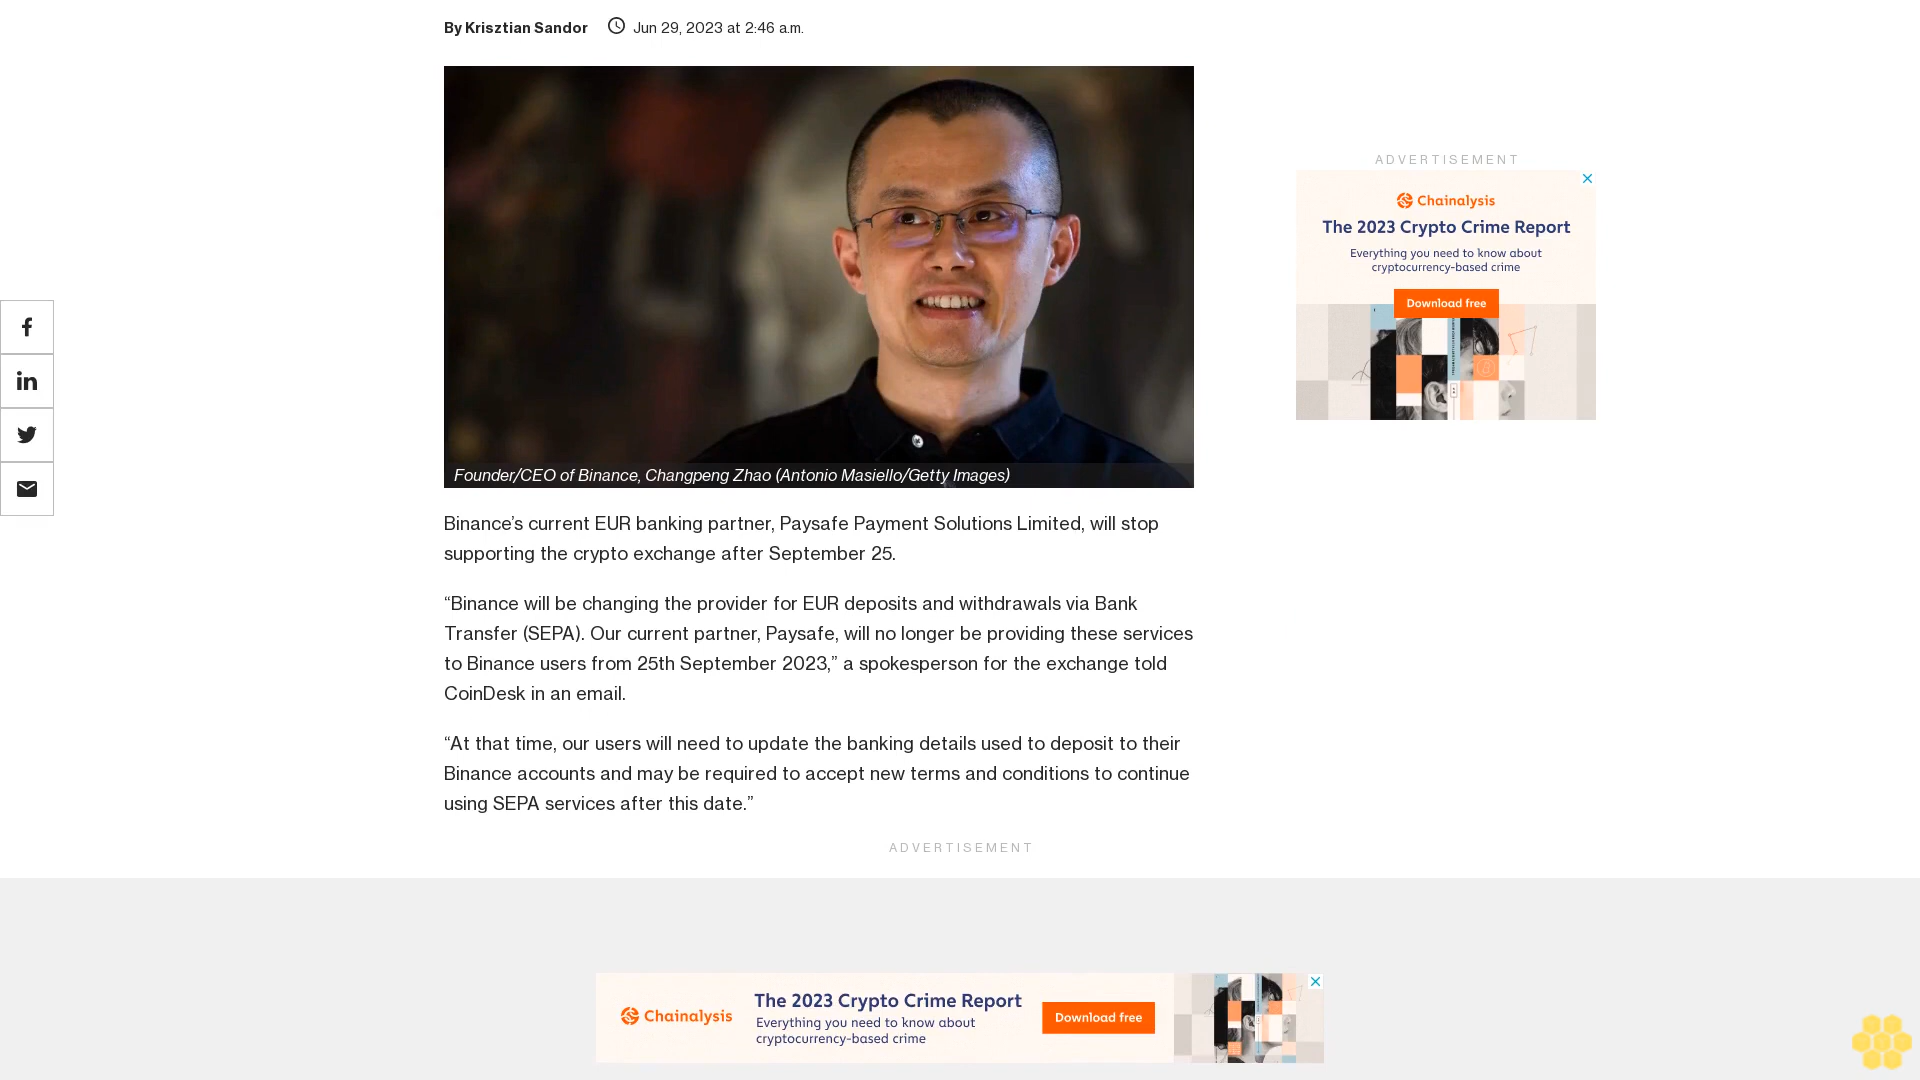 By Krisztian Sandor Jun 29, 2023 at 2:46 a.m.
Founder/CEO of Binance, Changpeng Zhao (Antonio Masiello/Getty Images)
Binance’s current EUR banking partner, Paysafe Payment Solutions Limited, will stop
supporting the crypto exchange after September 25.
“Binance will be changing the provider for EUR deposits and withdrawals via Bank
Transfer (SEPA). Our current partner, Paysafe, will no longer be providing these services
to Binance users from 25th September 2023,” a spokesperson for the exchange told
CoinDesk in an email.
“At that time, our users will need to update the banking details used to deposit to their
Binance accounts and may be required to accept new terms and conditions to continue
using SEPA services after this date.”
ADVERTISEMENT
Chainalysis
The 2023 Crypto Crime Report
Everything you need to know about
cryptocurrency-based crime
Download free
ADVERTISEMENT
Chainalysis
The 2023 Crypto Crime Report
Everything you need to know about
cryptocurrency-based crime
Download free